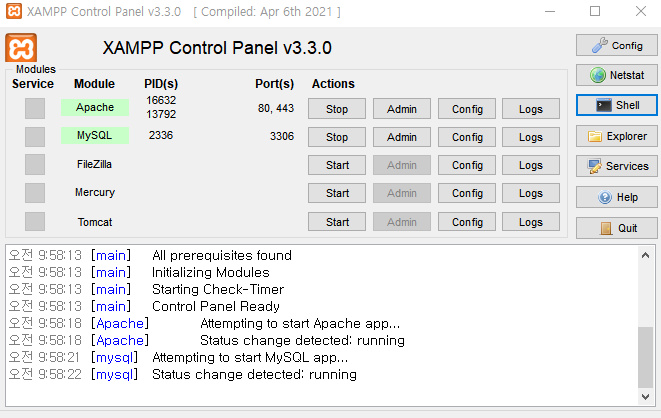 XAMPP Control Panel v3.3.0 [ Compiled: Apr 6th 2021 ]
XAMPP Control Panel v3.3.0
Config
Modules
Service Module PID(s) Port(s) Actions
Netstat
Apache 16632 13792 80, 443 Stop Admin Config Logs
Shell
MySQL 2336 3306 Stop Admin Config Logs
Explorer
FileZilla Start Admin Config Logs
Services
Mercury Start Admin Config Logs
Help
Tomcat Start Admin Config Logs
Quit
오전 9:58:13 [main] All prerequisites found
오전 9:58:13 [main] Initializing Modules
오전 9:58:13 [main] Starting Check-Timer
오전 9:58:13 [main] Control Panel Ready
오전 9:58:18 [Apache] Attempting to start Apache app...
오전 9:58:18 [Apache] Status change detected: running
오전 9:58:21 [mysql] Attempting to start MySQL app...
오전 9:58:22 [mysql] Status change detected: running